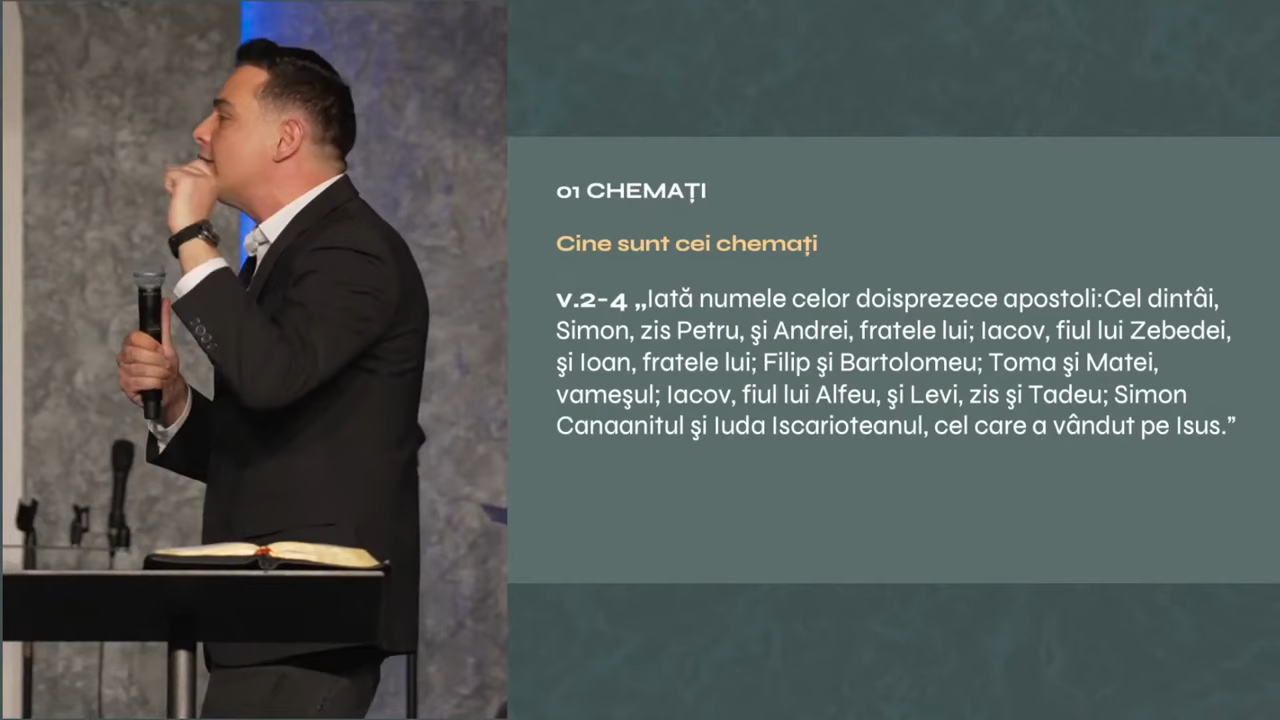 01 CHEMAȚI
Cine sunt cei chemați
v.2-4 „Iată numele celor doisprezece apostoli:Cel dintâi,
Simon, zis Petru, şi Andrei, fratele lui; Iacov, fiul lui Zebedei,
şi Ioan, fratele lui; Filip şi Bartolomeu; Toma şi Matei,
vameşul; Iacov, fiul lui Alfeu, şi Levi, zis şi Tadeu; Simon
Canaanitul şi Iuda Iscarioteanul, cel care a vândut pe Isus.”